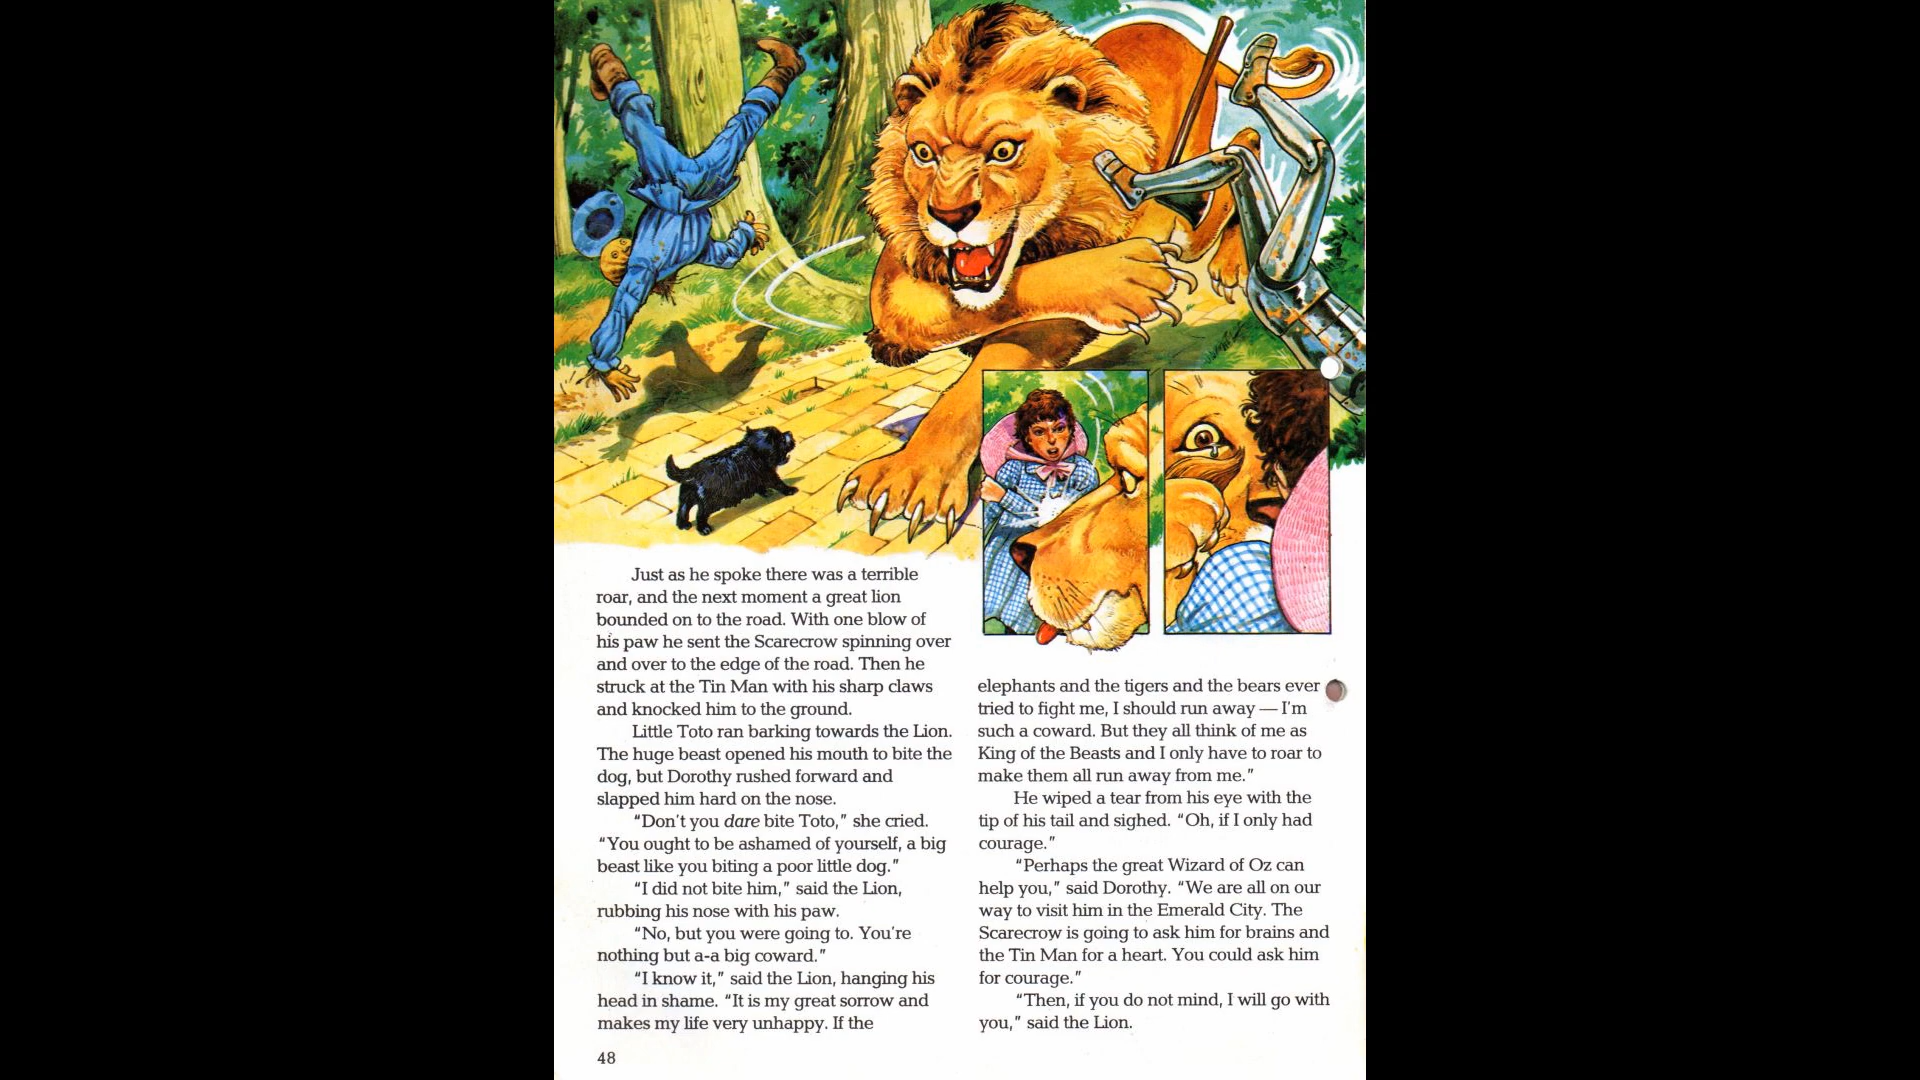 Just as he spoke there was a terrible
roar, and the next moment a great lion
bounded on to the road. With one blow of
his paw he sent the Scarecrow spinning over
and over to the edge of the road. Then he
struck at the Tin Man with his sharp claws
and knocked him to the ground.
Little Toto ran barking towards the Lion.
The huge beast opened his mouth to bite the
dog, but Dorothy rushed forward and
slapped him hard on the nose.
“Don't you dare bite Toto,” she cried.
“You ought to be ashamed of yourself, a big
beast like you biting a poor little dog.”
“I did not bite him,” said the Lion,
rubbing his nose with his paw.
“No, but you were going to. You're
nothing but a-a big coward.”
“I know it,” said the Lion, hanging his
head in shame. “It is my great sorrow and
makes my life very unhappy. If the
elephants and the tigers and the bears ever
tried to fight me, I should run away — I'm
such a coward. But they all think of me as
King of the Beasts and I only have to roar to
make them all run away from me.”
He wiped a tear from his eye with the
tip of his tail and sighed. “Oh, if I only had
courage.”
“Perhaps the great Wizard of Oz can
help you,” said Dorothy. “We are all on our
way to visit him in the Emerald City. The
Scarecrow is going to ask him for brains and
the Tin Man for a heart. You could ask him
for courage.”
“Then, if you do not mind, I will go with
you,” said the Lion.
48